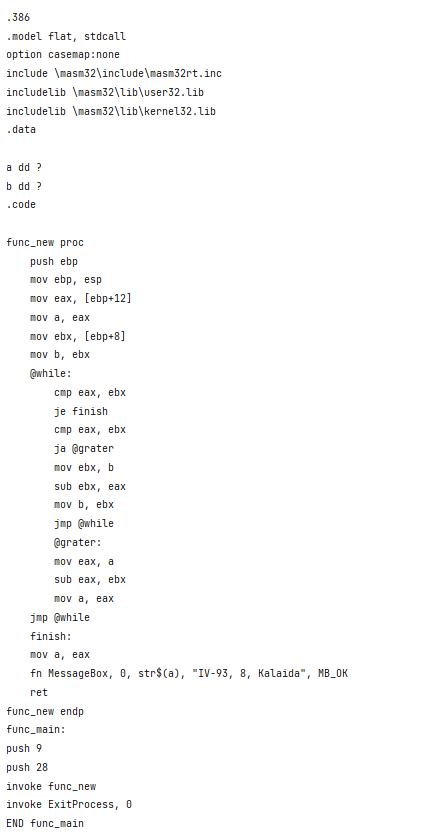 .386
.model flat, stdcall
option casemap:none
include \masm32\include\masm32rt.inc
includelib \masm32\lib\user32.lib
includelib \masm32\lib\kernel32.lib
.data
a dd ?
b dd ?
.code
func_new proc
push ebp
mov ebp, esp
mov eax, [ebp+12]
mov a, eax
mov ebx, [ebp+8]
mov b, ebx
@while:
cmp eax, ebx
je finish
cmp eax, ebx
ja @grater
mov ebx, b
sub ebx, eax
mov b, ebx
jmp @while
@grater:
mov eax, a
sub eax, ebx
mov a, eax
jmp @while
finish:
mov a, eax
fn MessageBox, 0, str$(a), "IV-93, 8, Kalaida", MB_OK
ret
func_new endp
func_main:
push 9
push 28
invoke func_new
invoke ExitProcess, 0
END func_main